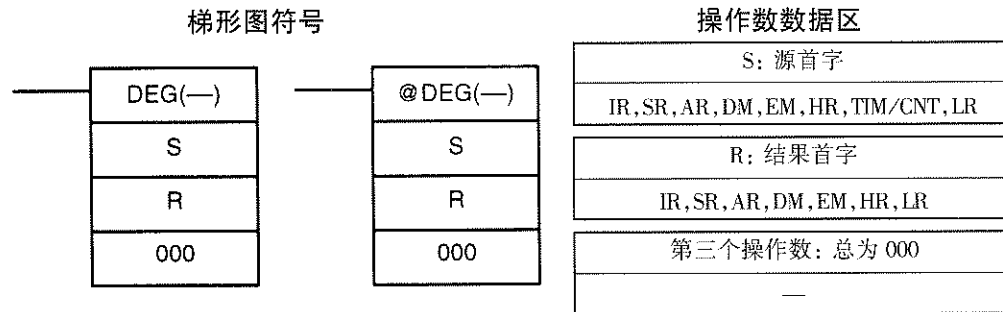 梯形图符号
DEG(—)
S
R
000
@DEG(—)
S
R
000
操作数数据区
S: 源首字
IR,SR,AR,DM,EM,HR,TIM/CNT,LR
R: 结果首字
IR,SR,AR,DM,EM,HR,LR
第三个操作数: 总为 000
—